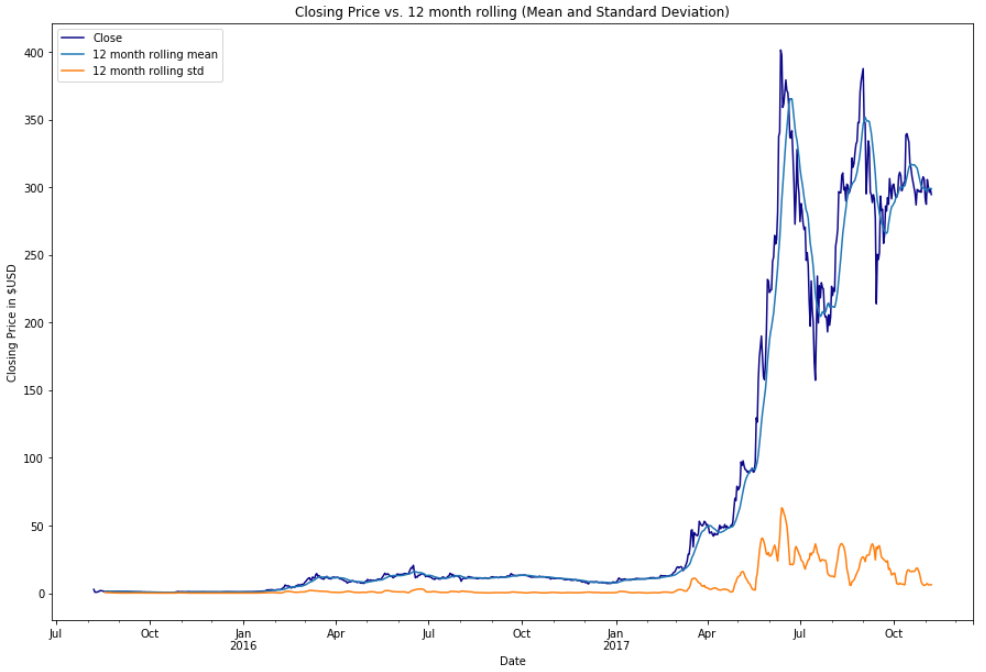 Closing Price vs. 12 month rolling (Mean and Standard Deviation)
Close
12 month rolling mean
12 month rolling std
400
350
300
250
200
150
100
50
0
Closing Price in $USD
Jul
Oct
Jan
2016
Apr
Jul
Oct
Jan
2017
Apr
Jul
Oct
Date